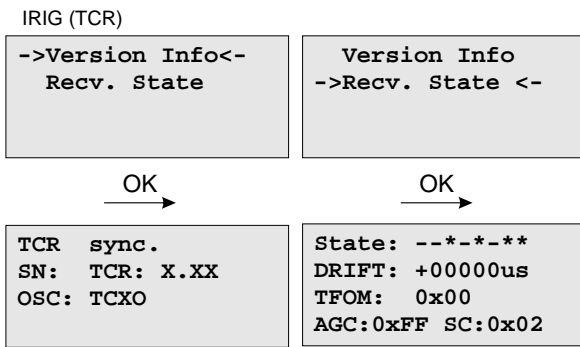 IRIG (TCR)
->Version Info<-
Recv. State
Version Info
->Recv. State <-
OK
OK
TCR sync.
SN: TCR: X.XX
OSC: TCXO
State: --*-*-**
DRIFT: +00000us
TFOM: 0x00
AGC:0xFF SC:0x02